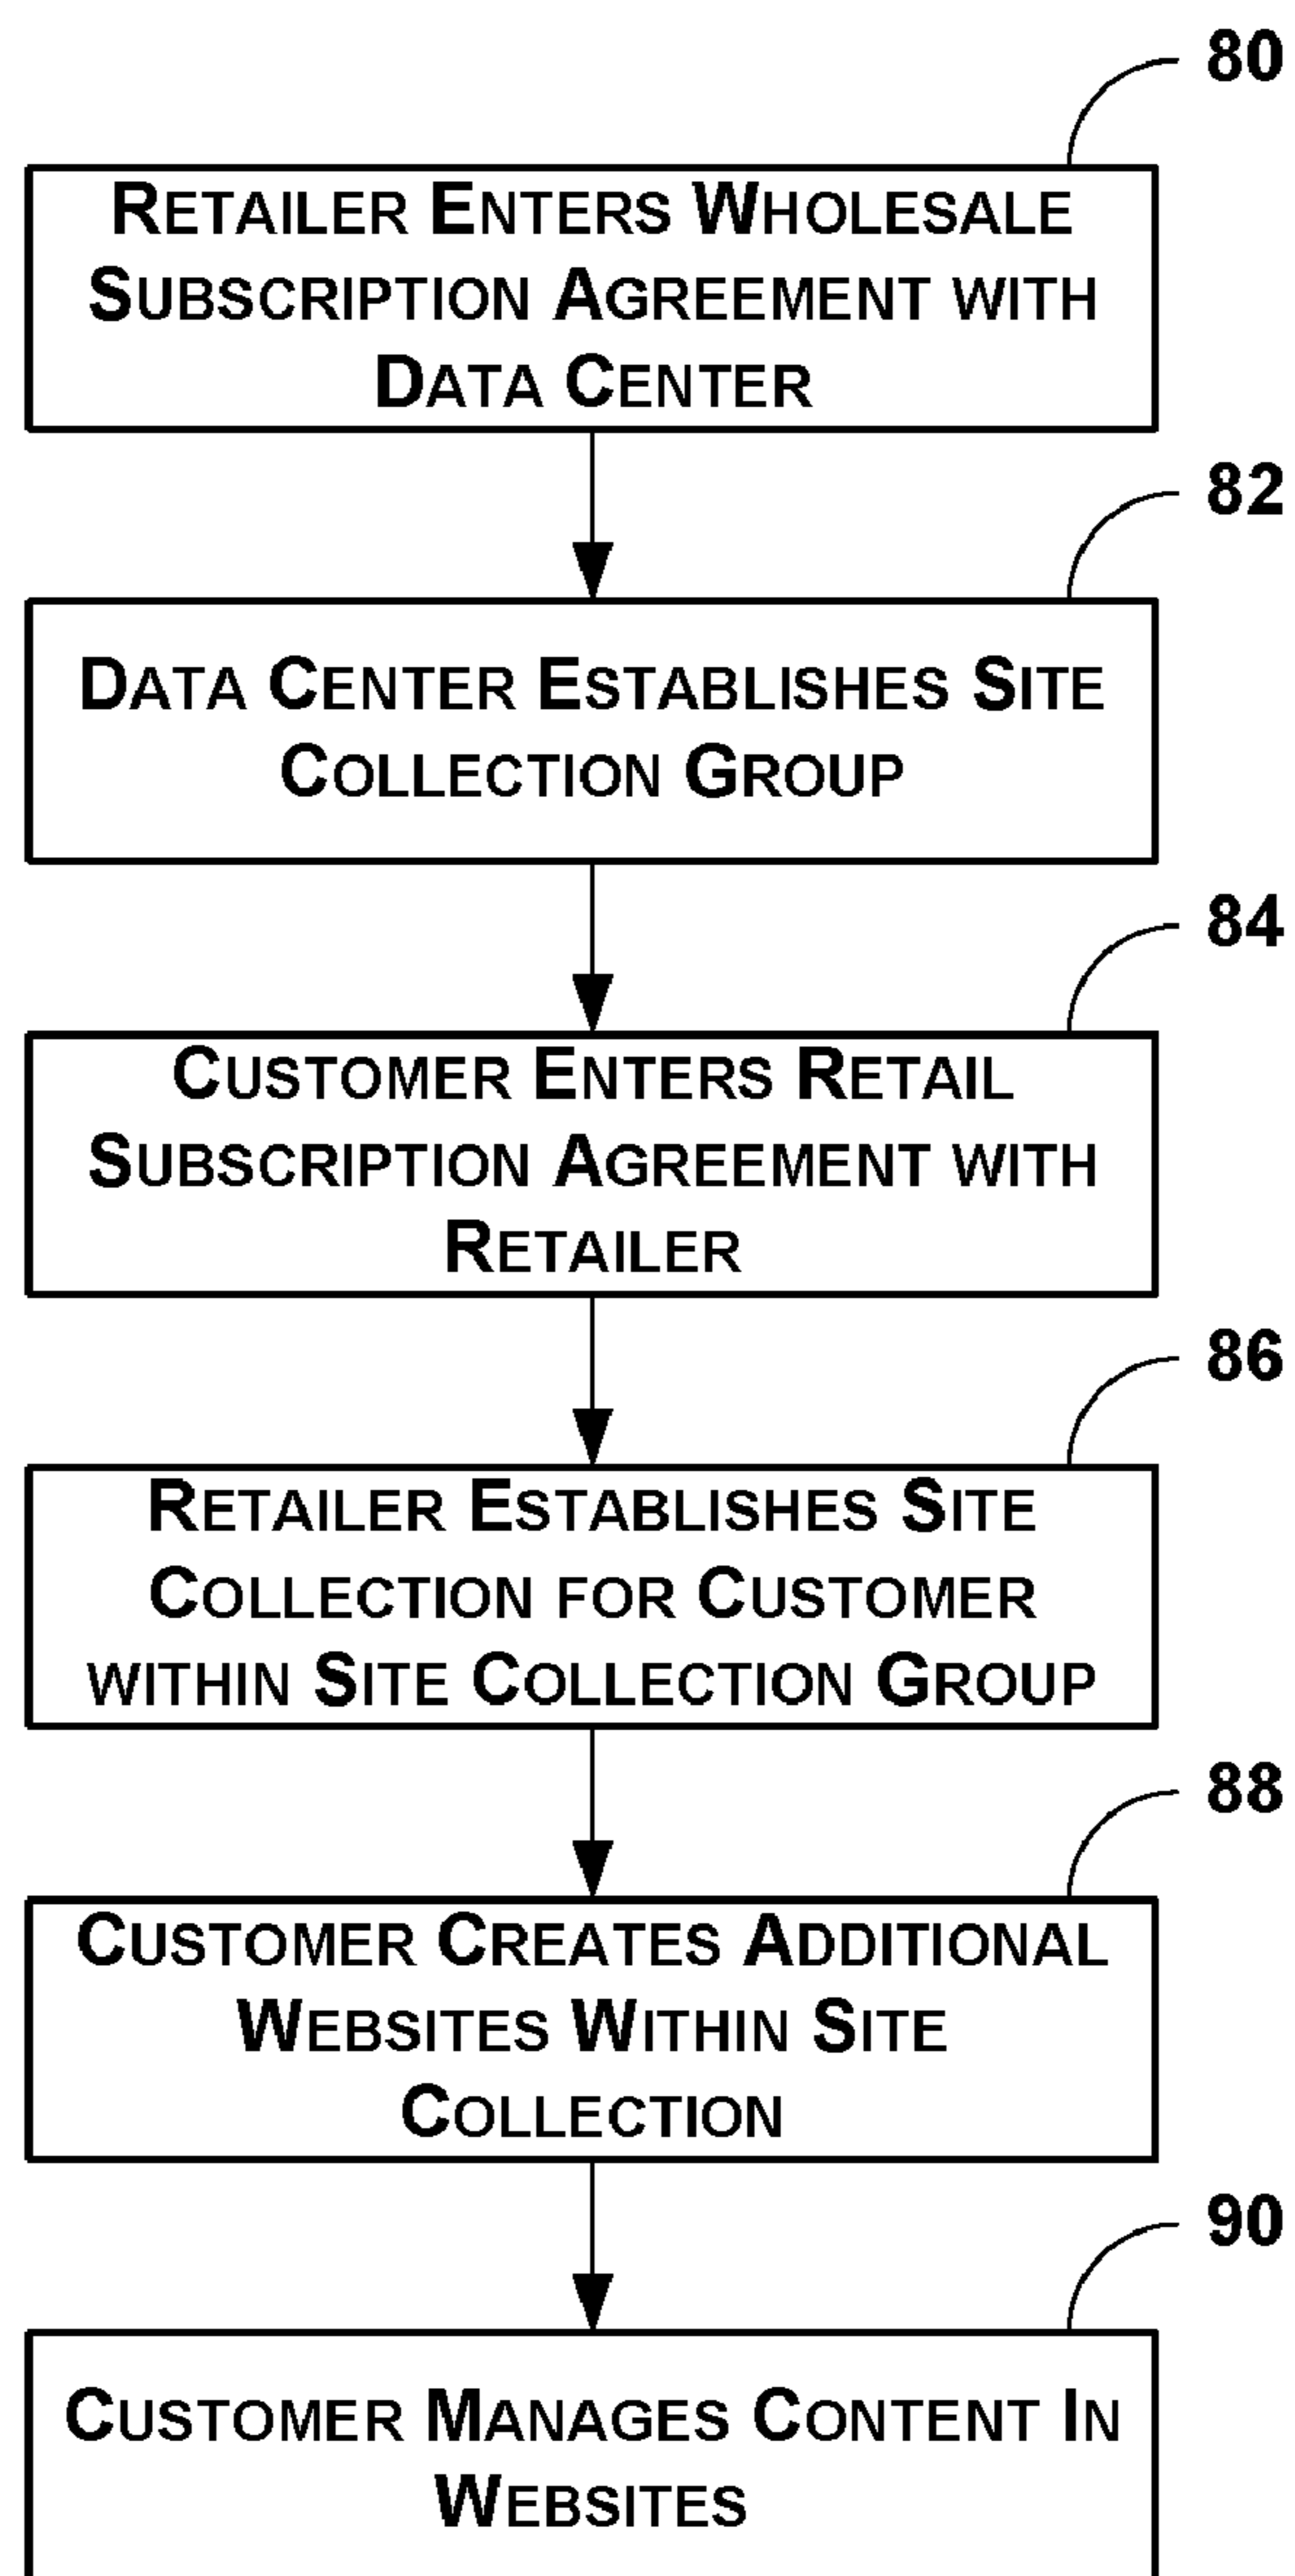 80
RETAILER ENTERS WHOLESALE
SUBSCRIPTION AGREEMENT WITH
DATA CENTER
82
DATA CENTER ESTABLISHES SITE
COLLECTION GROUP
84
CUSTOMER ENTERS RETAIL
SUBSCRIPTION AGREEMENT WITH
RETAILER
86
RETAILER ESTABLISHES SITE
COLLECTION FOR CUSTOMER
WITHIN SITE COLLECTION GROUP
88
CUSTOMER CREATES ADDITIONAL
WEBSITES WITHIN SITE
COLLECTION
90
CUSTOMER MANAGES CONTENT IN
WEBSITES